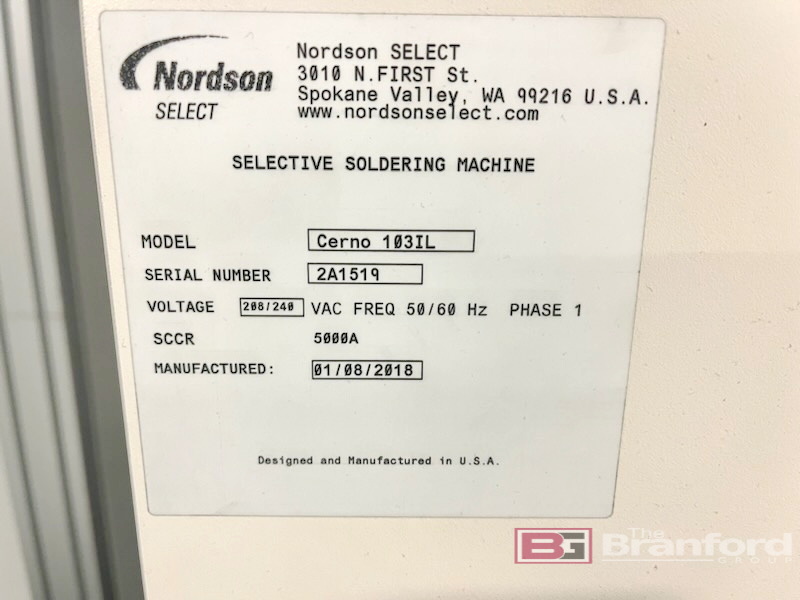 Nordson
SELECT
Nordson SELECT
3010 N.FIRST St.
Spokane Valley, WA 99216 U.S.A.
www.nordsonselect.com
SELECTIVE SOLDERING MACHINE
MODEL Cerno 103IL
SERIAL NUMBER 2A1519
VOLTAGE 208/240 VAC FREQ 50/60 Hz PHASE 1
SCCR 5000A
MANUFACTURED: 01/08/2018
Designed and Manufactured in U.S.A.
BG The Branford
GROUP